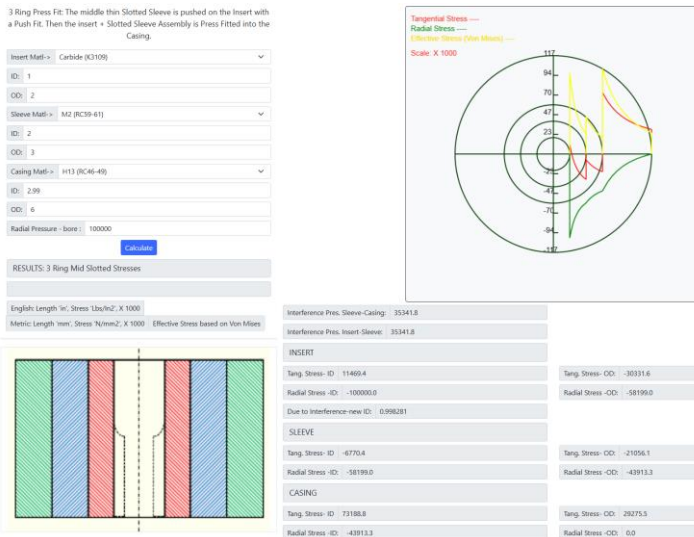 3 Ring Press Fit: The middle thin Slotted Sleeve is pushed on the Insert with
a Push Fit. Then the insert + Slotted Sleeve Assembly is Press Fitted into the
Casing.
Insert Matl-> Carbide (K3109)
ID: 1
OD: 2
Sleeve Matl-> M2 (RC59-61)
ID: 2
OD: 3
Casing Matl-> H13 (RC46-49)
ID: 2.99
OD: 6
Radial Pressure - bore : 100000
Calculate
RESULTS: 3 Ring Mid Slotted Stresses
English: Length 'in', Stress 'Lbs/In2', X 1000
Metric: Length 'mm', Stress 'N/mm2', X 1000 Effective Stress based on Von Mises
Tangential Stress ----
Radial Stress ----
Effective Stress (Von Mises) ----
Scale: X 1000
117
94
70
47
23
-23
-47
-70
-94
-117
Interference Pres. Sleeve-Casing: 35341.8
Interference Pres. Insert-Sleeve: 35341.8
INSERT
Tang. Stress- ID 11469.4 Tang. Stress- OD: -30331.6
Radial Stress -ID: -100000.0 Radial Stress -OD: -58199.0
Due to Interference-new ID: 0.998281
SLEEVE
Tang. Stress- ID -6770.4 Tang. Stress- OD: -21056.1
Radial Stress -ID: -58199.0 Radial Stress -OD: -43913.3
CASING
Tang. Stress- ID 73188.8 Tang. Stress- OD: 29275.5
Radial Stress -ID: -43913.3 Radial Stress -OD: 0.0